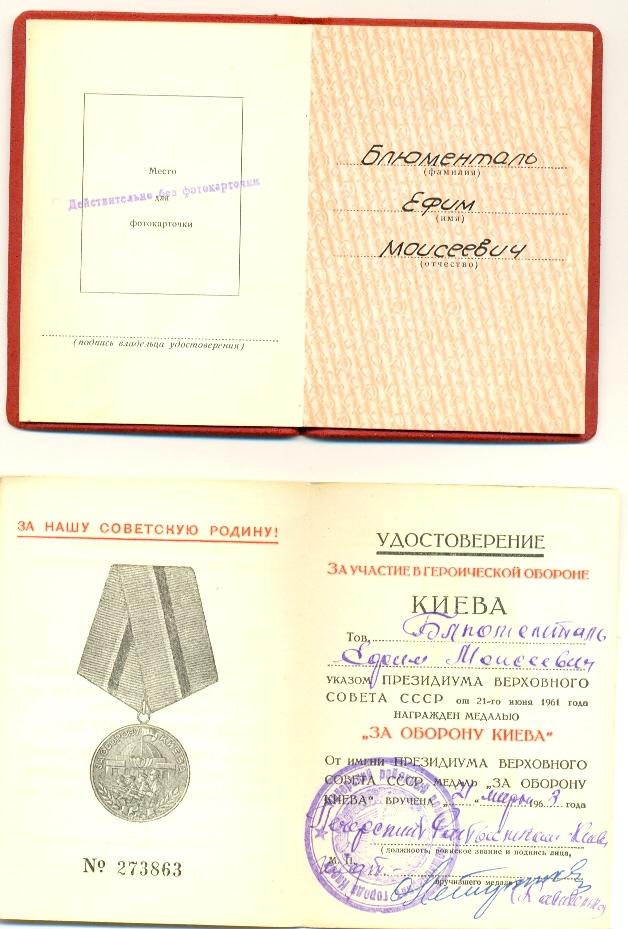 Место
для
фотокарточки
Действительно без фотокарточки
(подпись владельца удостоверения)
Блюменталь
(фамилия)
Ефим
(имя)
Моисеевич
(отчество)
ЗА НАШУ СОВЕТСКУЮ РОДИНУ!
№ 273863
УДОСТОВЕРЕНИЕ
ЗА УЧАСТИЕ В ГЕРОИЧЕСКОЙ ОБОРОНЕ
КИЕВА
Тов. Блюменталь
Ефим Моисеевич
УКАЗОМ ПРЕЗИДИУМА ВЕРХОВНОГО
СОВЕТА СССР от 21-го июня 1961 года
НАГРАЖДЕН МЕДАЛЬЮ
„ЗА ОБОРОНУ КИЕВА“
От имени ПРЕЗИДИУМА ВЕРХОВНОГО
СОВЕТА СССР МЕДАЛЬ „ЗА ОБОРОНУ
КИЕВА“ ВРУЧЕНА „21“ марта 1963 года
(должность, воинское звание и подпись лица,
М. П.
вручившего медаль)